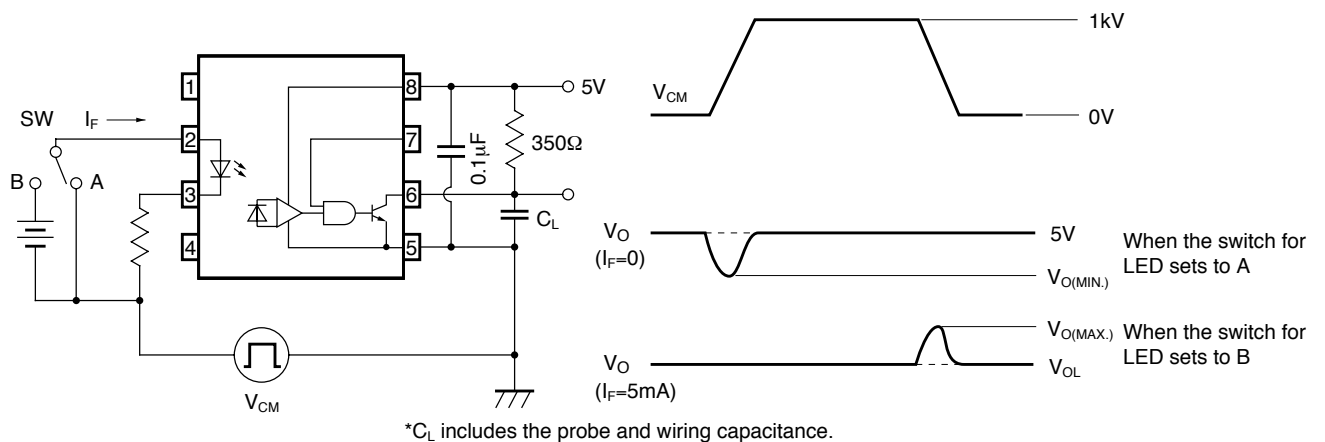 SW
I_F
B
A
1
2
3
4
8
7
6
5
5V
0.1μF
350Ω
C_L
V_CM
V_CM
1kV
0V
V_O
(I_F=0)
5V
V_O(MIN.)
When the switch for
LED sets to A
V_O
(I_F=5mA)
V_O(MAX.)
V_OL
When the switch for
LED sets to B
*C_L includes the probe and wiring capacitance.